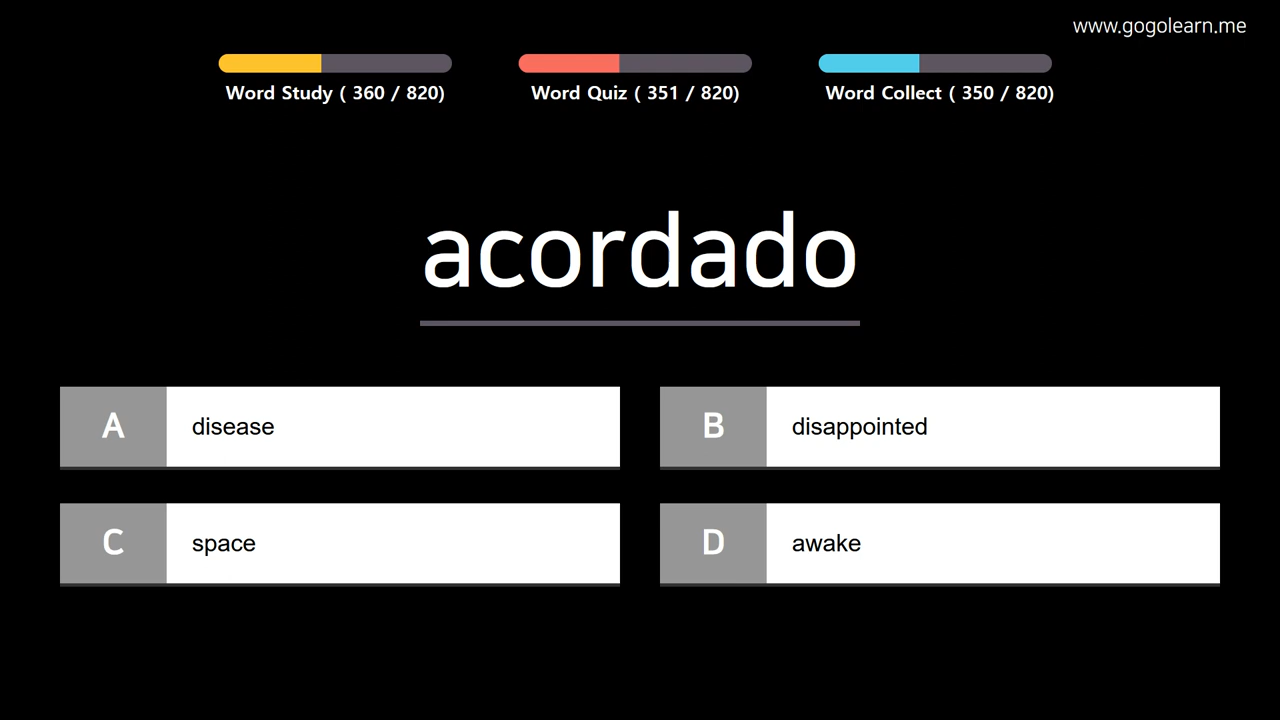 www.gogolearn.me
Word Study ( 360 / 820)
Word Quiz ( 351 / 820)
Word Collect ( 350 / 820)
acordado
A disease
B disappointed
C space
D awake